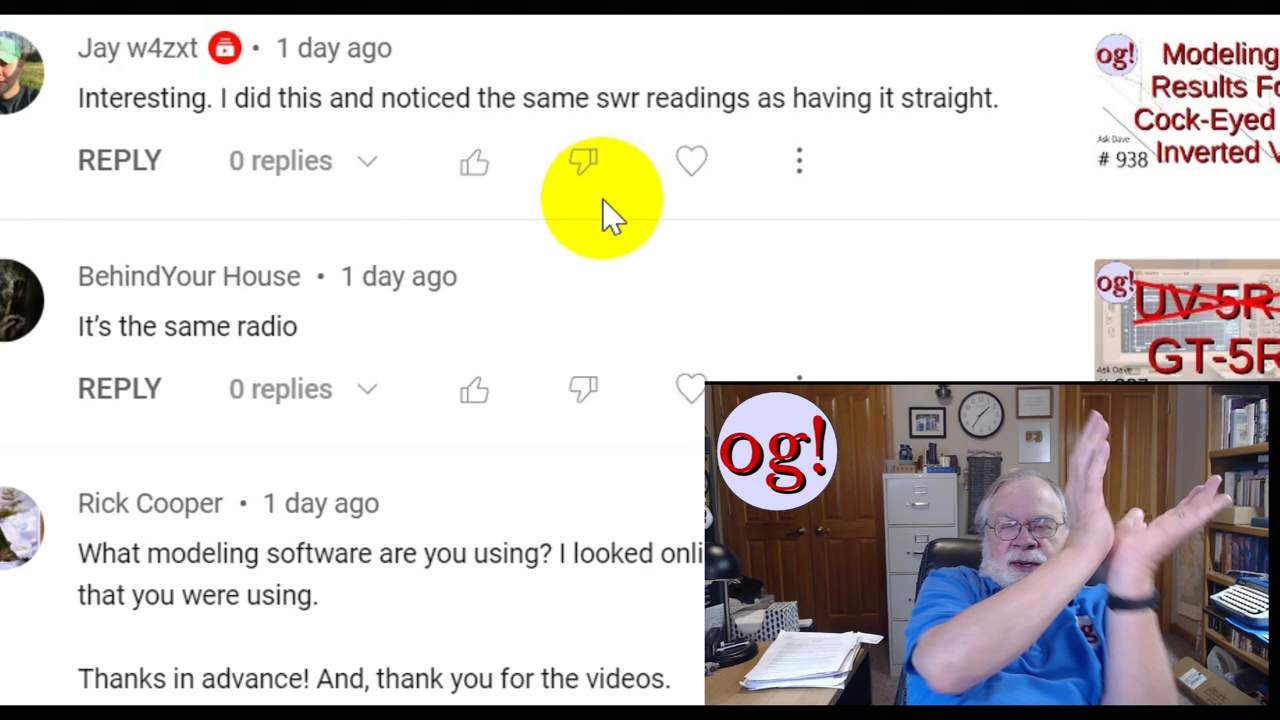 Jay w4zxt • 1 day ago
Interesting. I did this and noticed the same swr readings as having it straight.
REPLY 0 replies
og!
Modeling
Results Fo
Cock-Eyed
Inverted V
Ask Dave
# 938
BehindYour House • 1 day ago
It’s the same radio
REPLY 0 replies
og!
UV-5R
GT-5R
Ask Dave
Rick Cooper • 1 day ago
What modeling software are you using? I looked onli
that you were using.
Thanks in advance! And, thank you for the videos.
og!